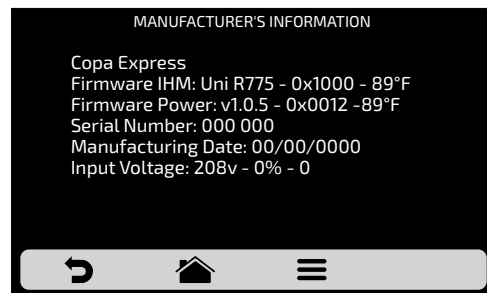 MANUFACTURER'S INFORMATION
Copa Express
Firmware IHM: Uni R775 - 0x1000 - 89°F
Firmware Power: v1.0.5 - 0x0012 -89°F
Serial Number: 000 000
Manufacturing Date: 00/00/0000
Input Voltage: 208v - 0% - 0